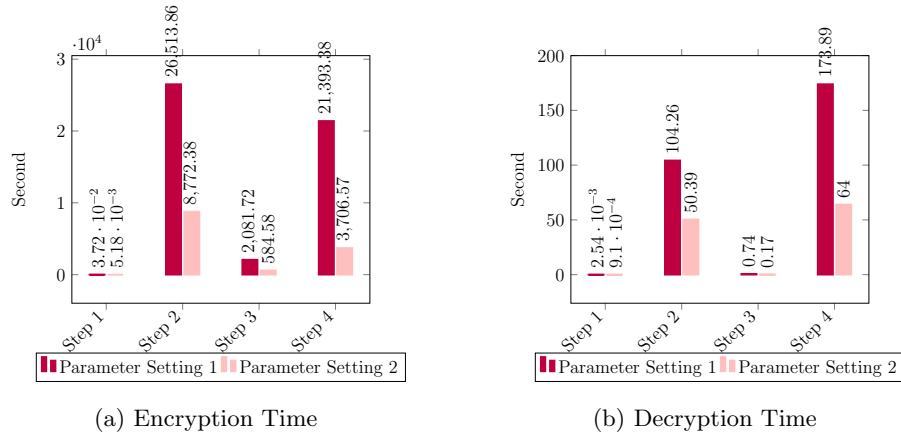 ·10⁴
Second
3
2
1
0
3.72 · 10⁻²
5.18 · 10⁻³
26,513.86
8,772.38
2,081.72
584.58
21,393.38
3,706.57
Step 1
Step 2
Step 3
Step 4
Parameter Setting 1 Parameter Setting 2
(a) Encryption Time
Second
200
150
100
50
0
2.54 · 10⁻³
9.1 · 10⁻⁴
104.26
50.39
0.74
0.17
173.89
64
Step 1
Step 2
Step 3
Step 4
Parameter Setting 1 Parameter Setting 2
(b) Decryption Time